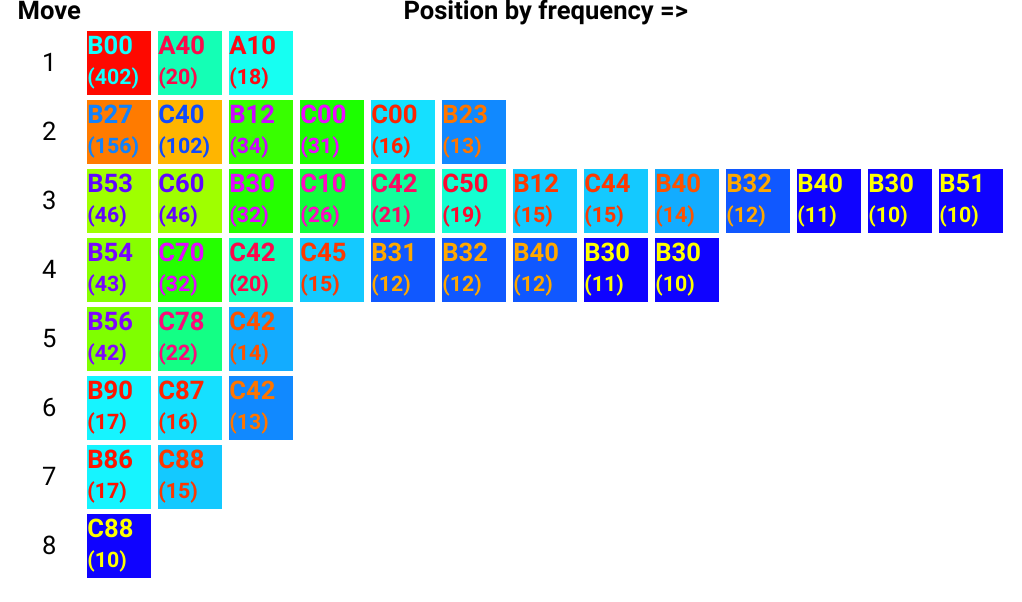 Move Position by frequency =>
1 B00 A40 A10
(402) (20) (18)
2 B27 C40 B12 C00 C00 B23
(156) (102) (34) (31) (16) (13)
3 B53 C60 B30 C10 C42 C50 B12 C44 B40 B32 B40 B30 B51
(46) (46) (32) (26) (21) (19) (15) (15) (14) (12) (11) (10) (10)
4 B54 C70 C42 C45 B31 B32 B40 B30 B30
(43) (32) (20) (15) (12) (12) (12) (11) (10)
5 B56 C78 C42
(42) (22) (14)
6 B90 C87 C42
(17) (16) (13)
7 B86 C88
(17) (15)
8 C88
(10)